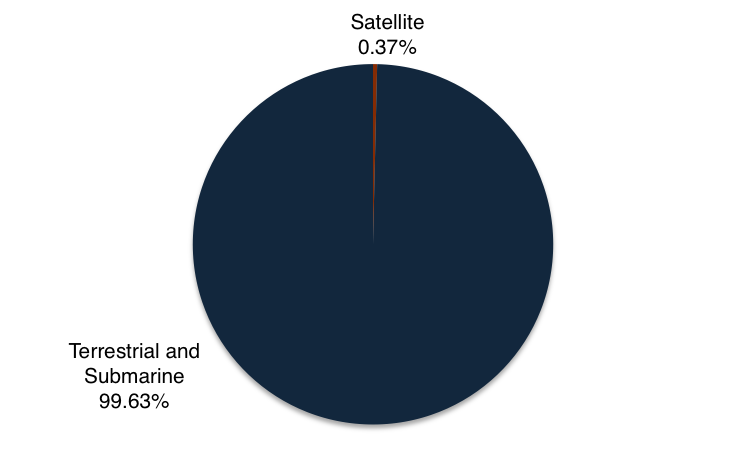 Satellite
0.37%
Terrestrial and
Submarine
99.63%